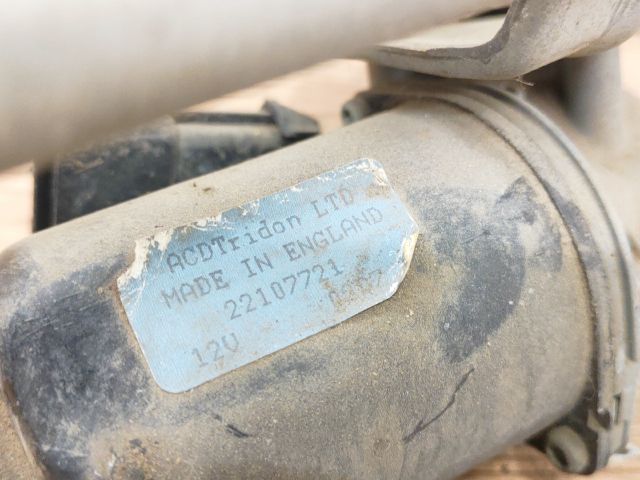 ACDTridon LTD
MADE IN ENGLAND
22107721
12V